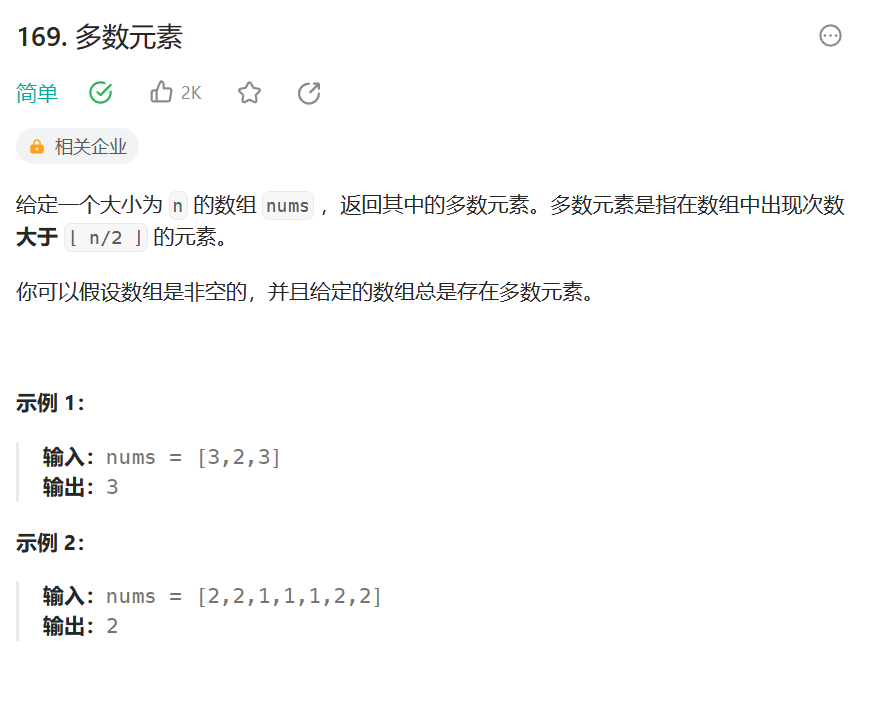 169. 多数元素
简单 2K
相关企业
给定一个大小为 n 的数组 nums ，返回其中的多数元素。多数元素是指在数组中出现次数
大于 ⌊ n/2 ⌋ 的元素。
你可以假设数组是非空的，并且给定的数组总是存在多数元素。
示例 1：
输入：nums = [3,2,3]
输出：3
示例 2：
输入：nums = [2,2,1,1,1,2,2]
输出：2